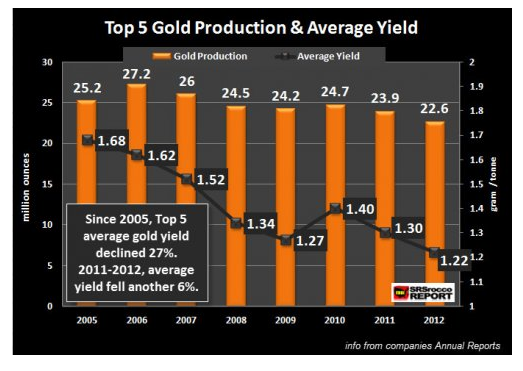 Top 5 Gold Production & Average Yield
Gold Production Average Yield
30
25
20
15
10
5
0
million ounces
2
1.9
1.8
1.7
1.6
1.5
1.4
1.3
1.2
1.1
1
gram / tonne
25.2 27.2 26 24.5 24.2 24.7 23.9 22.6
1.68 1.62 1.52 1.34 1.27 1.40 1.30 1.22
Since 2005, Top 5
average gold yield
declined 27%.
2011-2012, average
yield fell another 6%.
SRSrocco
REPORT
2005 2006 2007 2008 2009 2010 2011 2012
info from companies Annual Reports